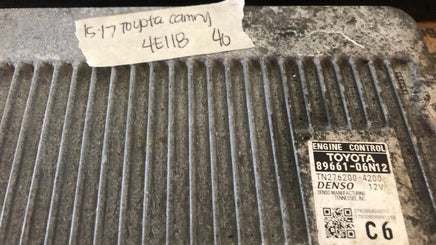 15-17 Toyota camry
4E11B 40
ENGINE CONTROL
TOYOTA
89661-06N12
TN276200-4200
DENSO 12V
DENSO MANUFACTURING
TENNESSEE, INC.
C6